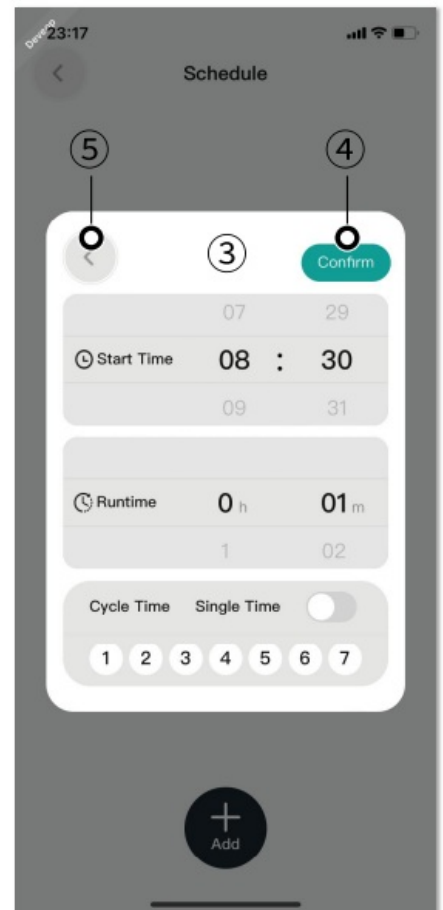 Deveop
23:17
Schedule
⑤ ④
③ Confirm
07 29
Start Time 08 : 30
09 31
Runtime 0 h 01 m
1 02
Cycle Time Single Time
1 2 3 4 5 6 7
Add